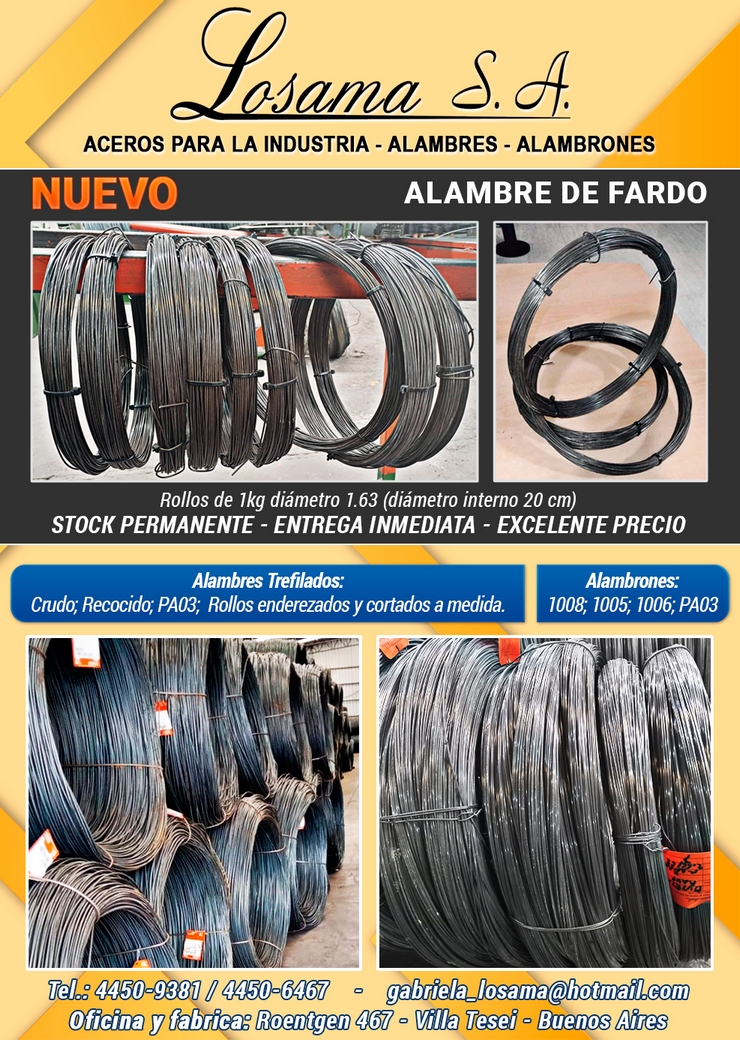 Losama S. A.
ACEROS PARA LA INDUSTRIA - ALAMBRES - ALAMBRONES
NUEVO
ALAMBRE DE FARDO
Rollos de 1kg diámetro 1.63 (diámetro interno 20 cm)
STOCK PERMANENTE - ENTREGA INMEDIATA - EXCELENTE PRECIO
Alambres Trefilados:
Crudo; Recocido; PA03; Rollos enderezados y cortados a medida.
Alambrones:
1008; 1005; 1006; PA03
Tel.: 4450-9381 / 4450-6467 - gabriela_losama@hotmail.com
Oficina y fabrica: Roentgen 467 - Villa Tesei - Buenos Aires